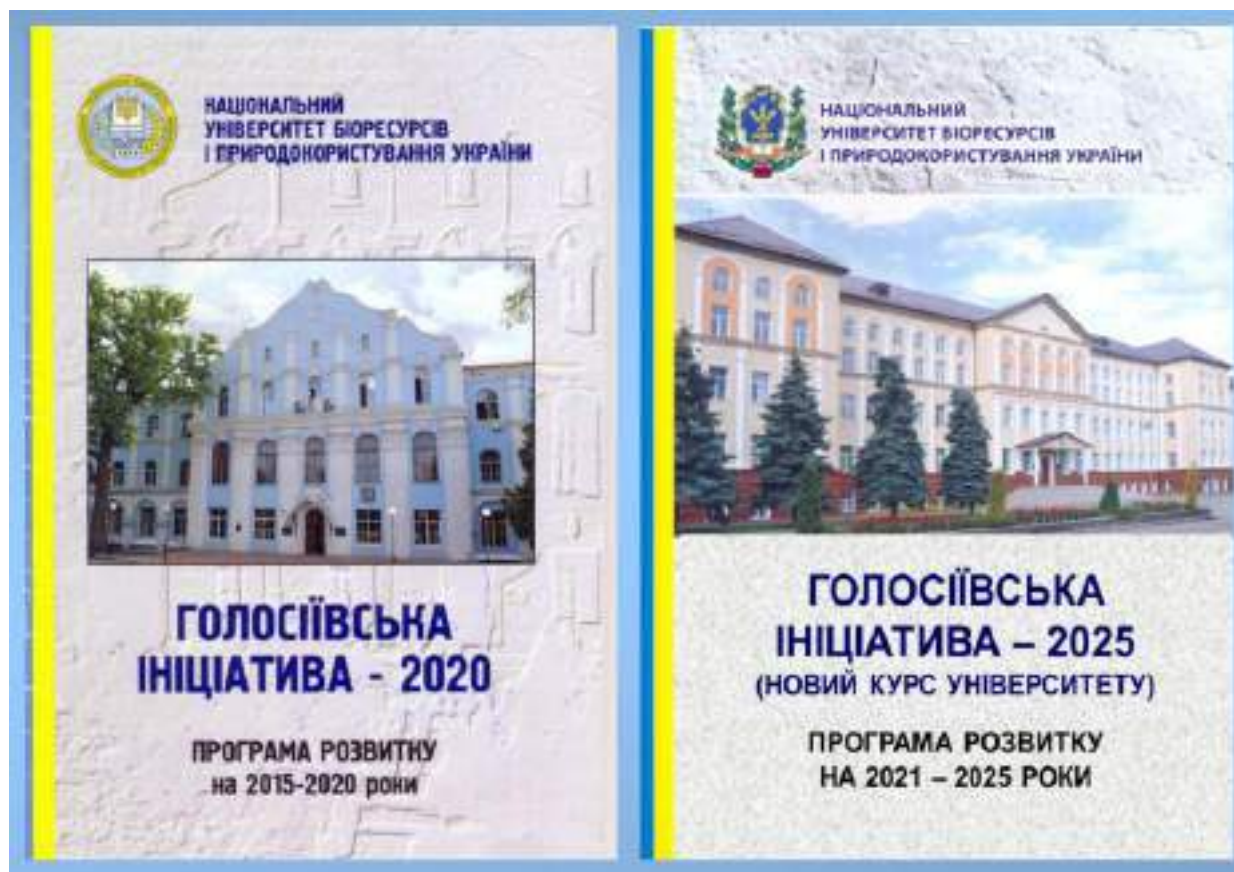 НАЦІОНАЛЬНИЙ
УНІВЕРСИТЕТ БІОРЕСУРСІВ
І ПРИРОДОКОРИСТУВАННЯ УКРАЇНИ
ГОЛОСІЇВСЬКА
ІНІЦІАТИВА - 2020
ПРОГРАМА РОЗВИТКУ
на 2015-2020 роки
НАЦІОНАЛЬНИЙ
УНІВЕРСИТЕТ БІОРЕСУРСІВ
І ПРИРОДОКОРИСТУВАННЯ УКРАЇНИ
ГОЛОСІЇВСЬКА
ІНІЦІАТИВА – 2025
(НОВИЙ КУРС УНІВЕРСИТЕТУ)
ПРОГРАМА РОЗВИТКУ
НА 2021 – 2025 РОКИ